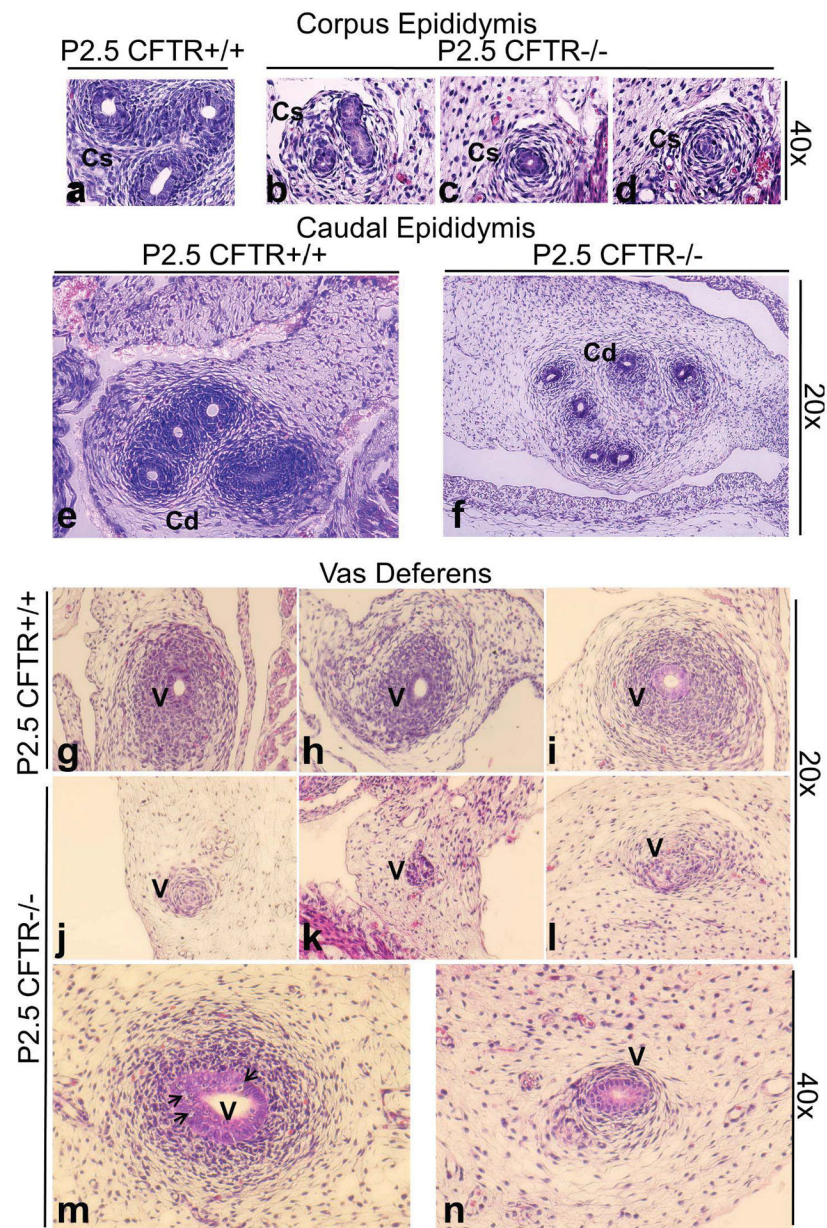 Corpus Epididymis
P2.5 CFTR+/+ P2.5 CFTR-/-
Cs Cs Cs Cs
a b c d
40x
Caudal Epididymis
P2.5 CFTR+/+ P2.5 CFTR-/-
Cd Cd
e f
20x
Vas Deferens
P2.5 CFTR+/+
V V V
g h i
20x
P2.5 CFTR-/-
V V V
j k l
V V
m n
40x